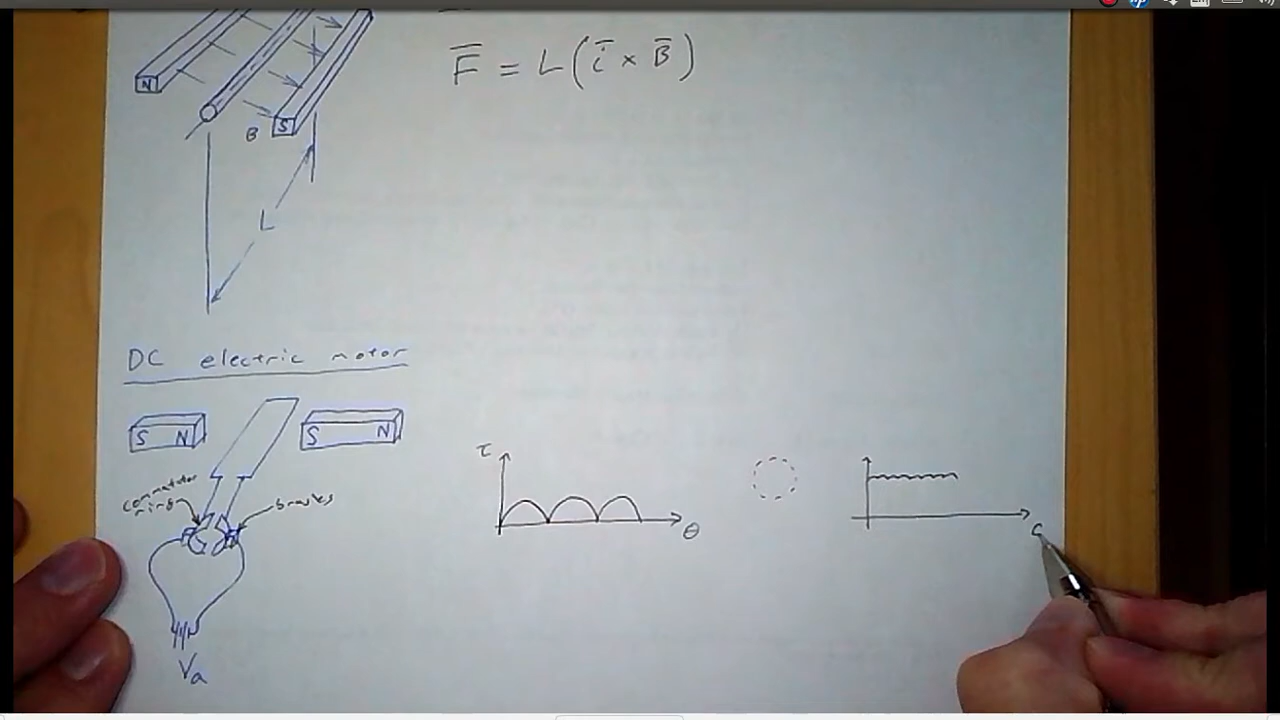 N
F̅ = L(i̅ × B̅)
B
S
L
DC electric motor
S N
S N
commutator
ring
brushes
Va
τ
θ